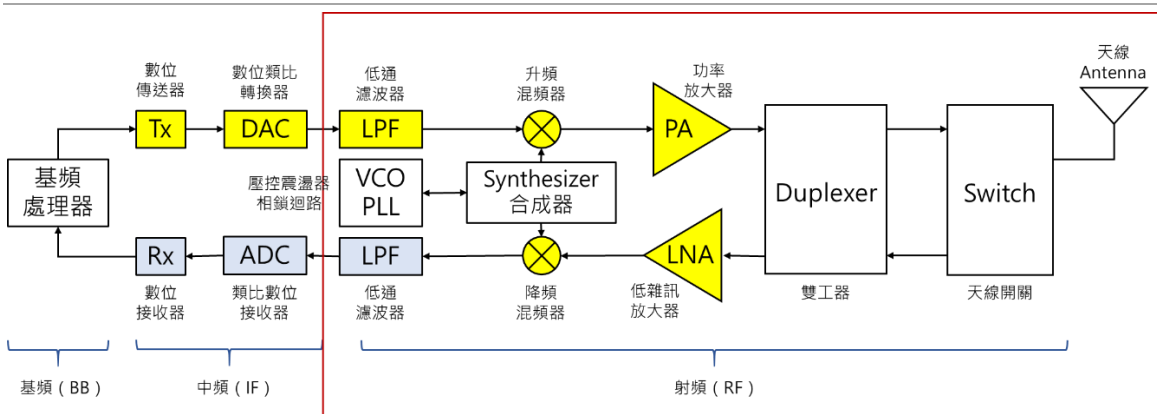 天線
Antenna
數位
傳送器
數位類比
轉換器
低通
濾波器
升頻
混頻器
功率
放大器
Tx
DAC
LPF
PA
基頻
處理器
壓控震盪器
相鎖迴路
VCO
PLL
Synthesizer
合成器
Duplexer
Switch
Rx
ADC
LPF
LNA
數位
接收器
類比數位
接收器
低通
濾波器
降頻
混頻器
低雜訊
放大器
雙工器
天線開關
基頻（BB）
中頻（IF）
射頻（RF）